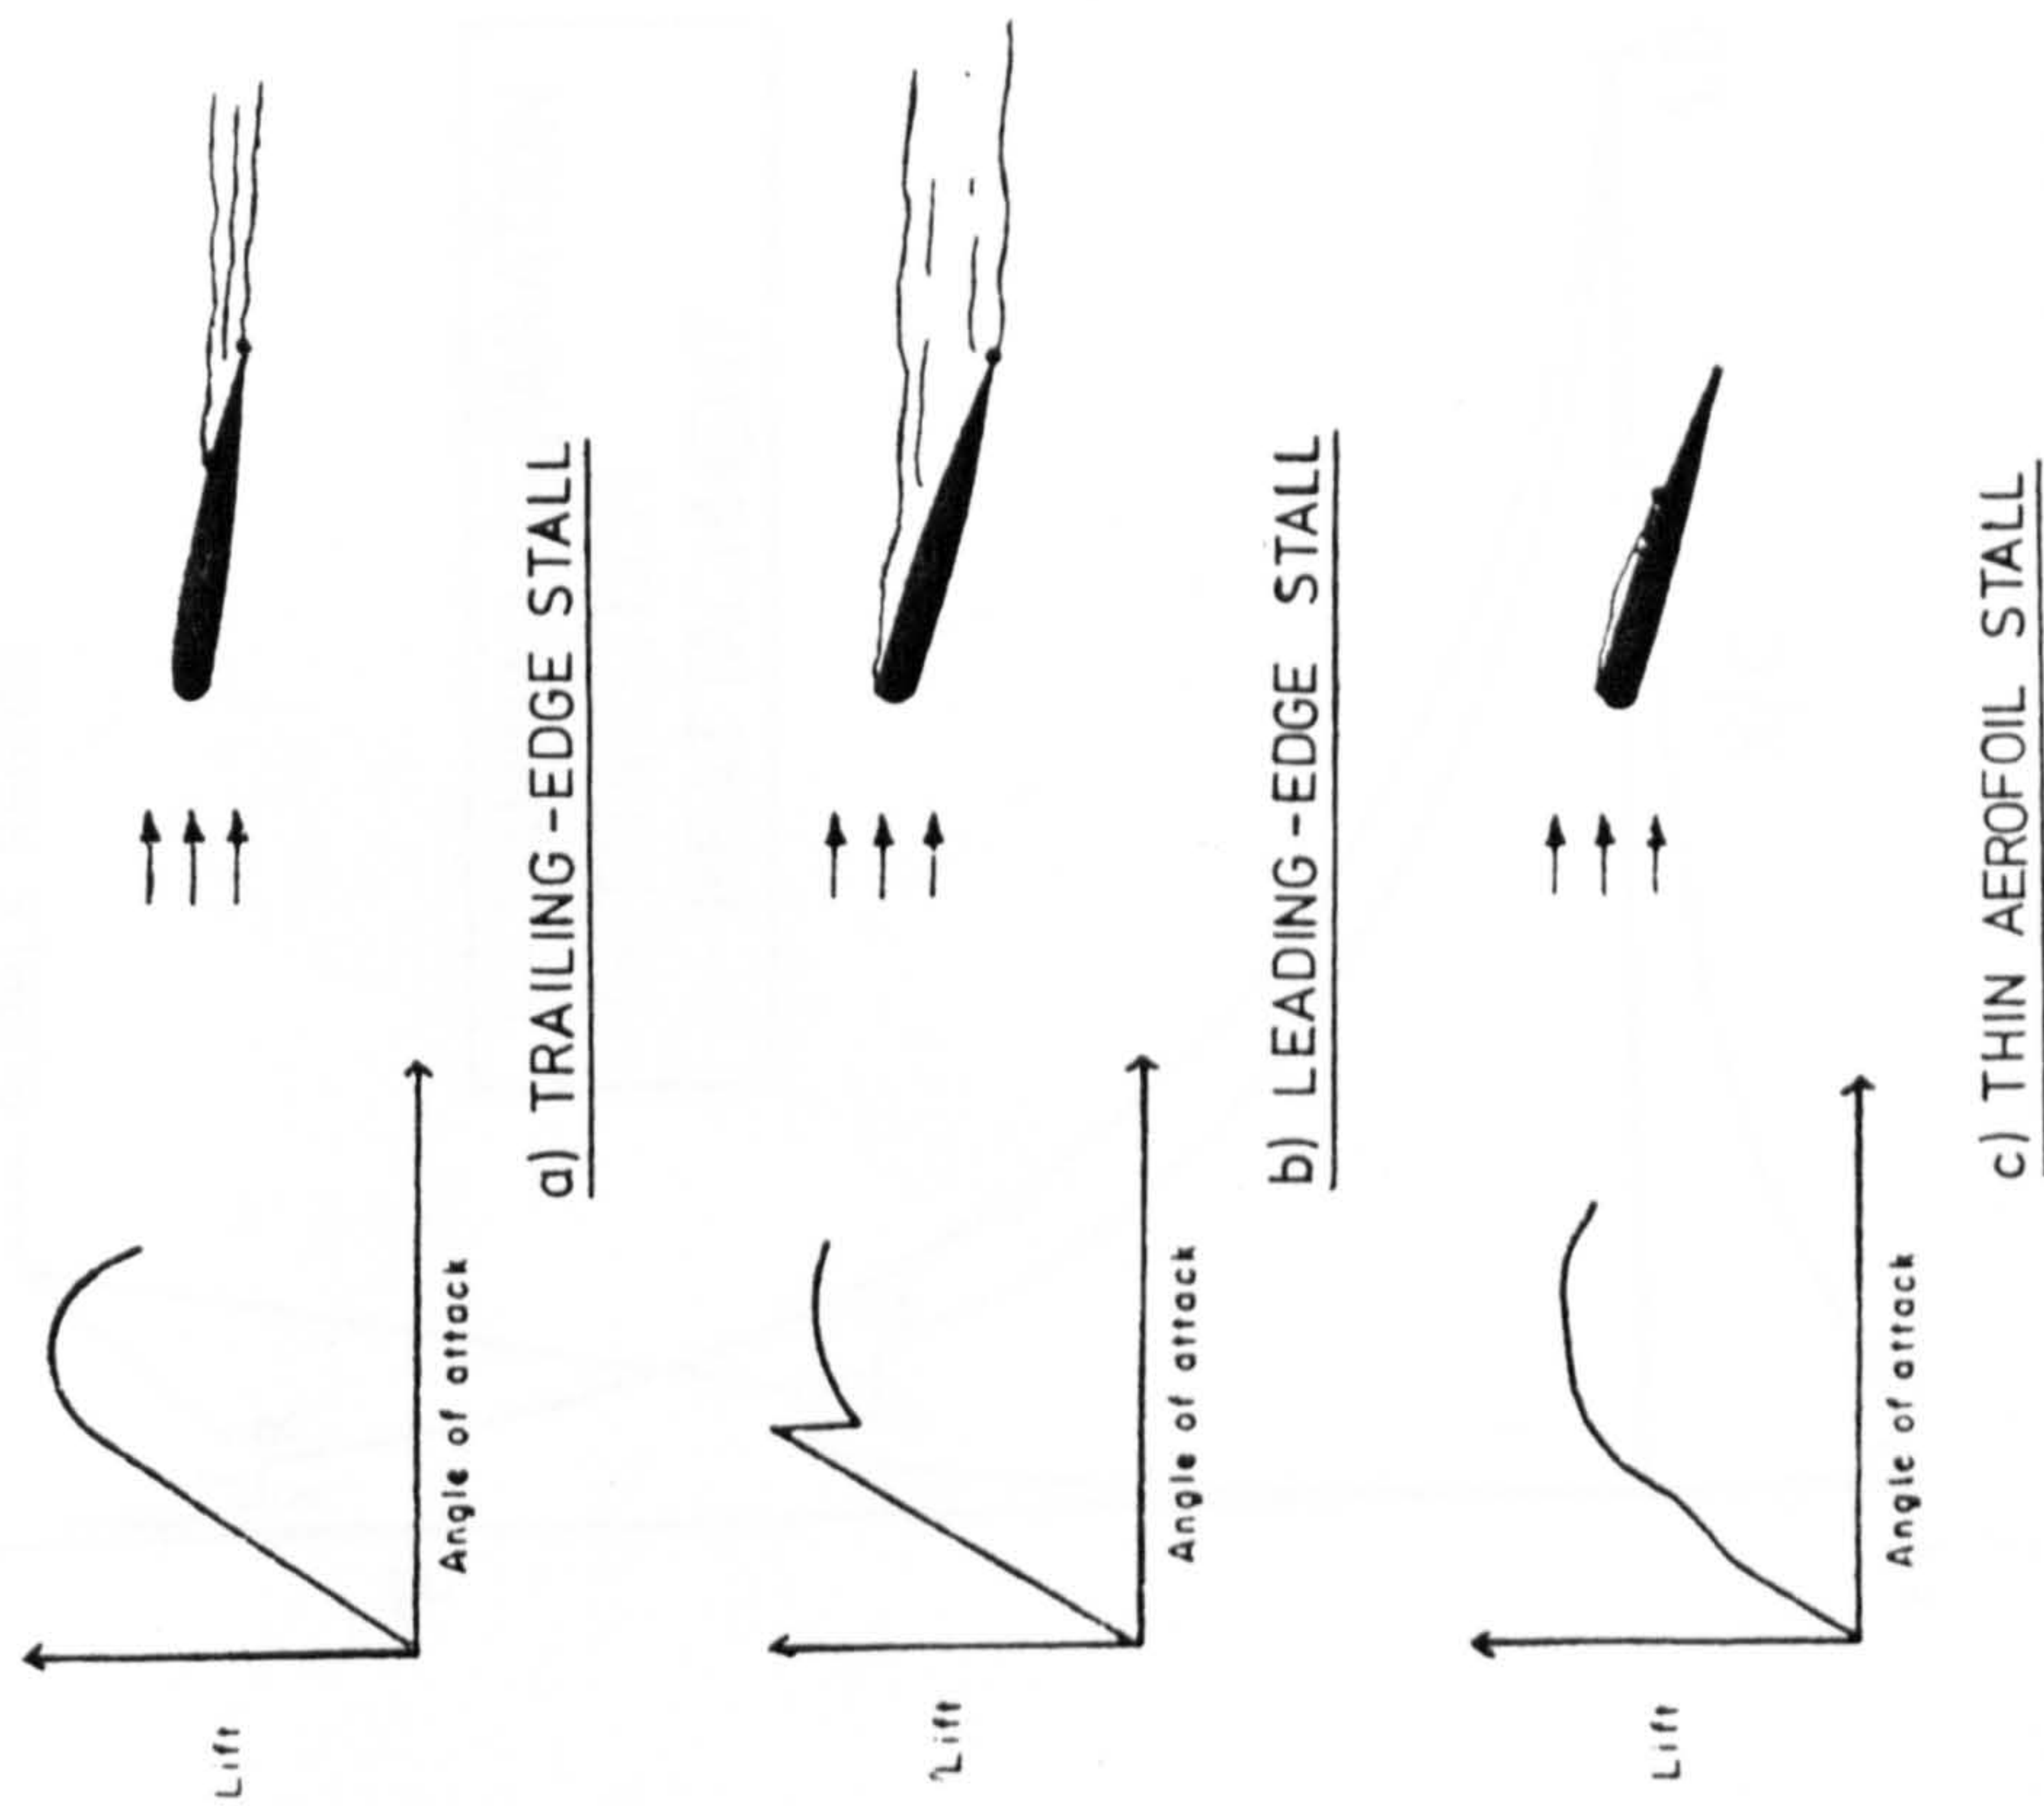 Lift
Angle of attack
a) TRAILING-EDGE STALL
Lift
Angle of attack
b) LEADING-EDGE STALL
Lift
Angle of attack
c) THIN AEROFOIL STALL